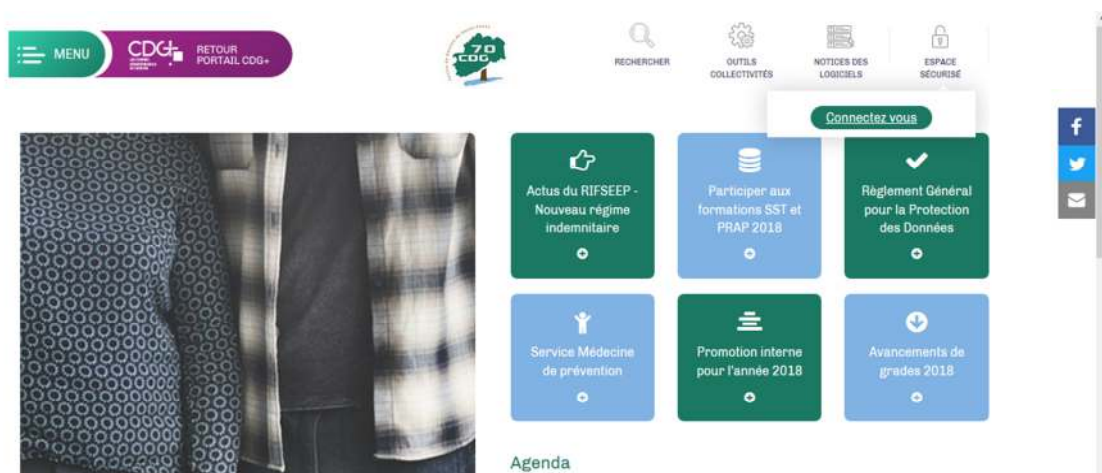 MENU
CDG+
RETOUR
PORTAIL CDG+
70
CDG
RECHERCHER
OUTILS
COLLECTIVITÉS
NOTICES DES
LOGICIELS
ESPACE
SÉCURISÉ
Connectez vous
Actus du RIFSEEP -
Nouveau régime
indemnitaire
Participer aux
formations SST et
PRAP 2018
Règlement Général
pour la Protection
des Données
Service Médecine
de prévention
Promotion interne
pour l'année 2018
Avancements de
grades 2018
Agenda